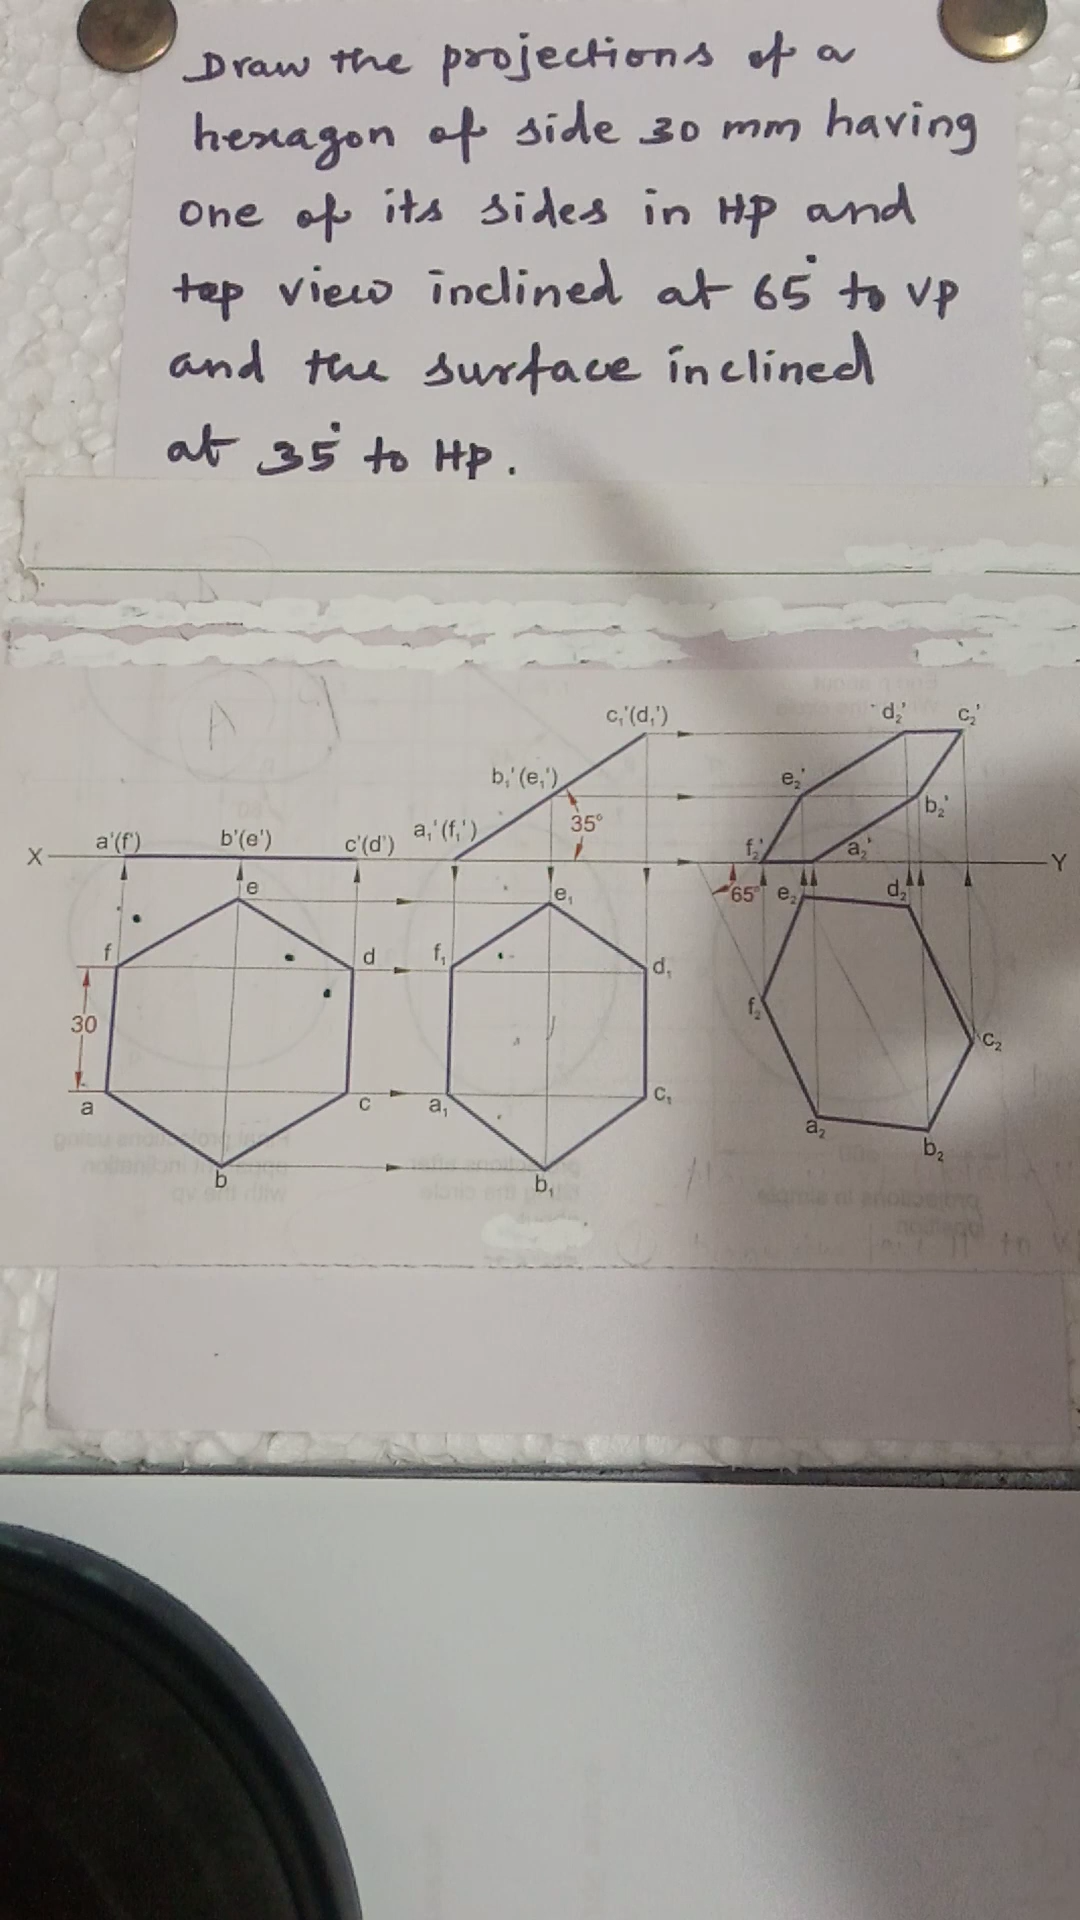 Draw the projections of a
hexagon of side 30 mm having
one of its sides in HP and
top view inclined at 65° to VP
and the surface inclined
at 35° to HP.
c₁'(d₁')
d₂' c₂'
b₁'(e₁')
e₂'
b₂'
35°
a'(f') b'(e') c'(d') a₁'(f₁')
f₂' a₂'
X Y
65°
e e₁ e₂ d₂
f d f₁ d₁
f₂
30
c₂
a c a₁ c₁
a₂
b₂
b b₁